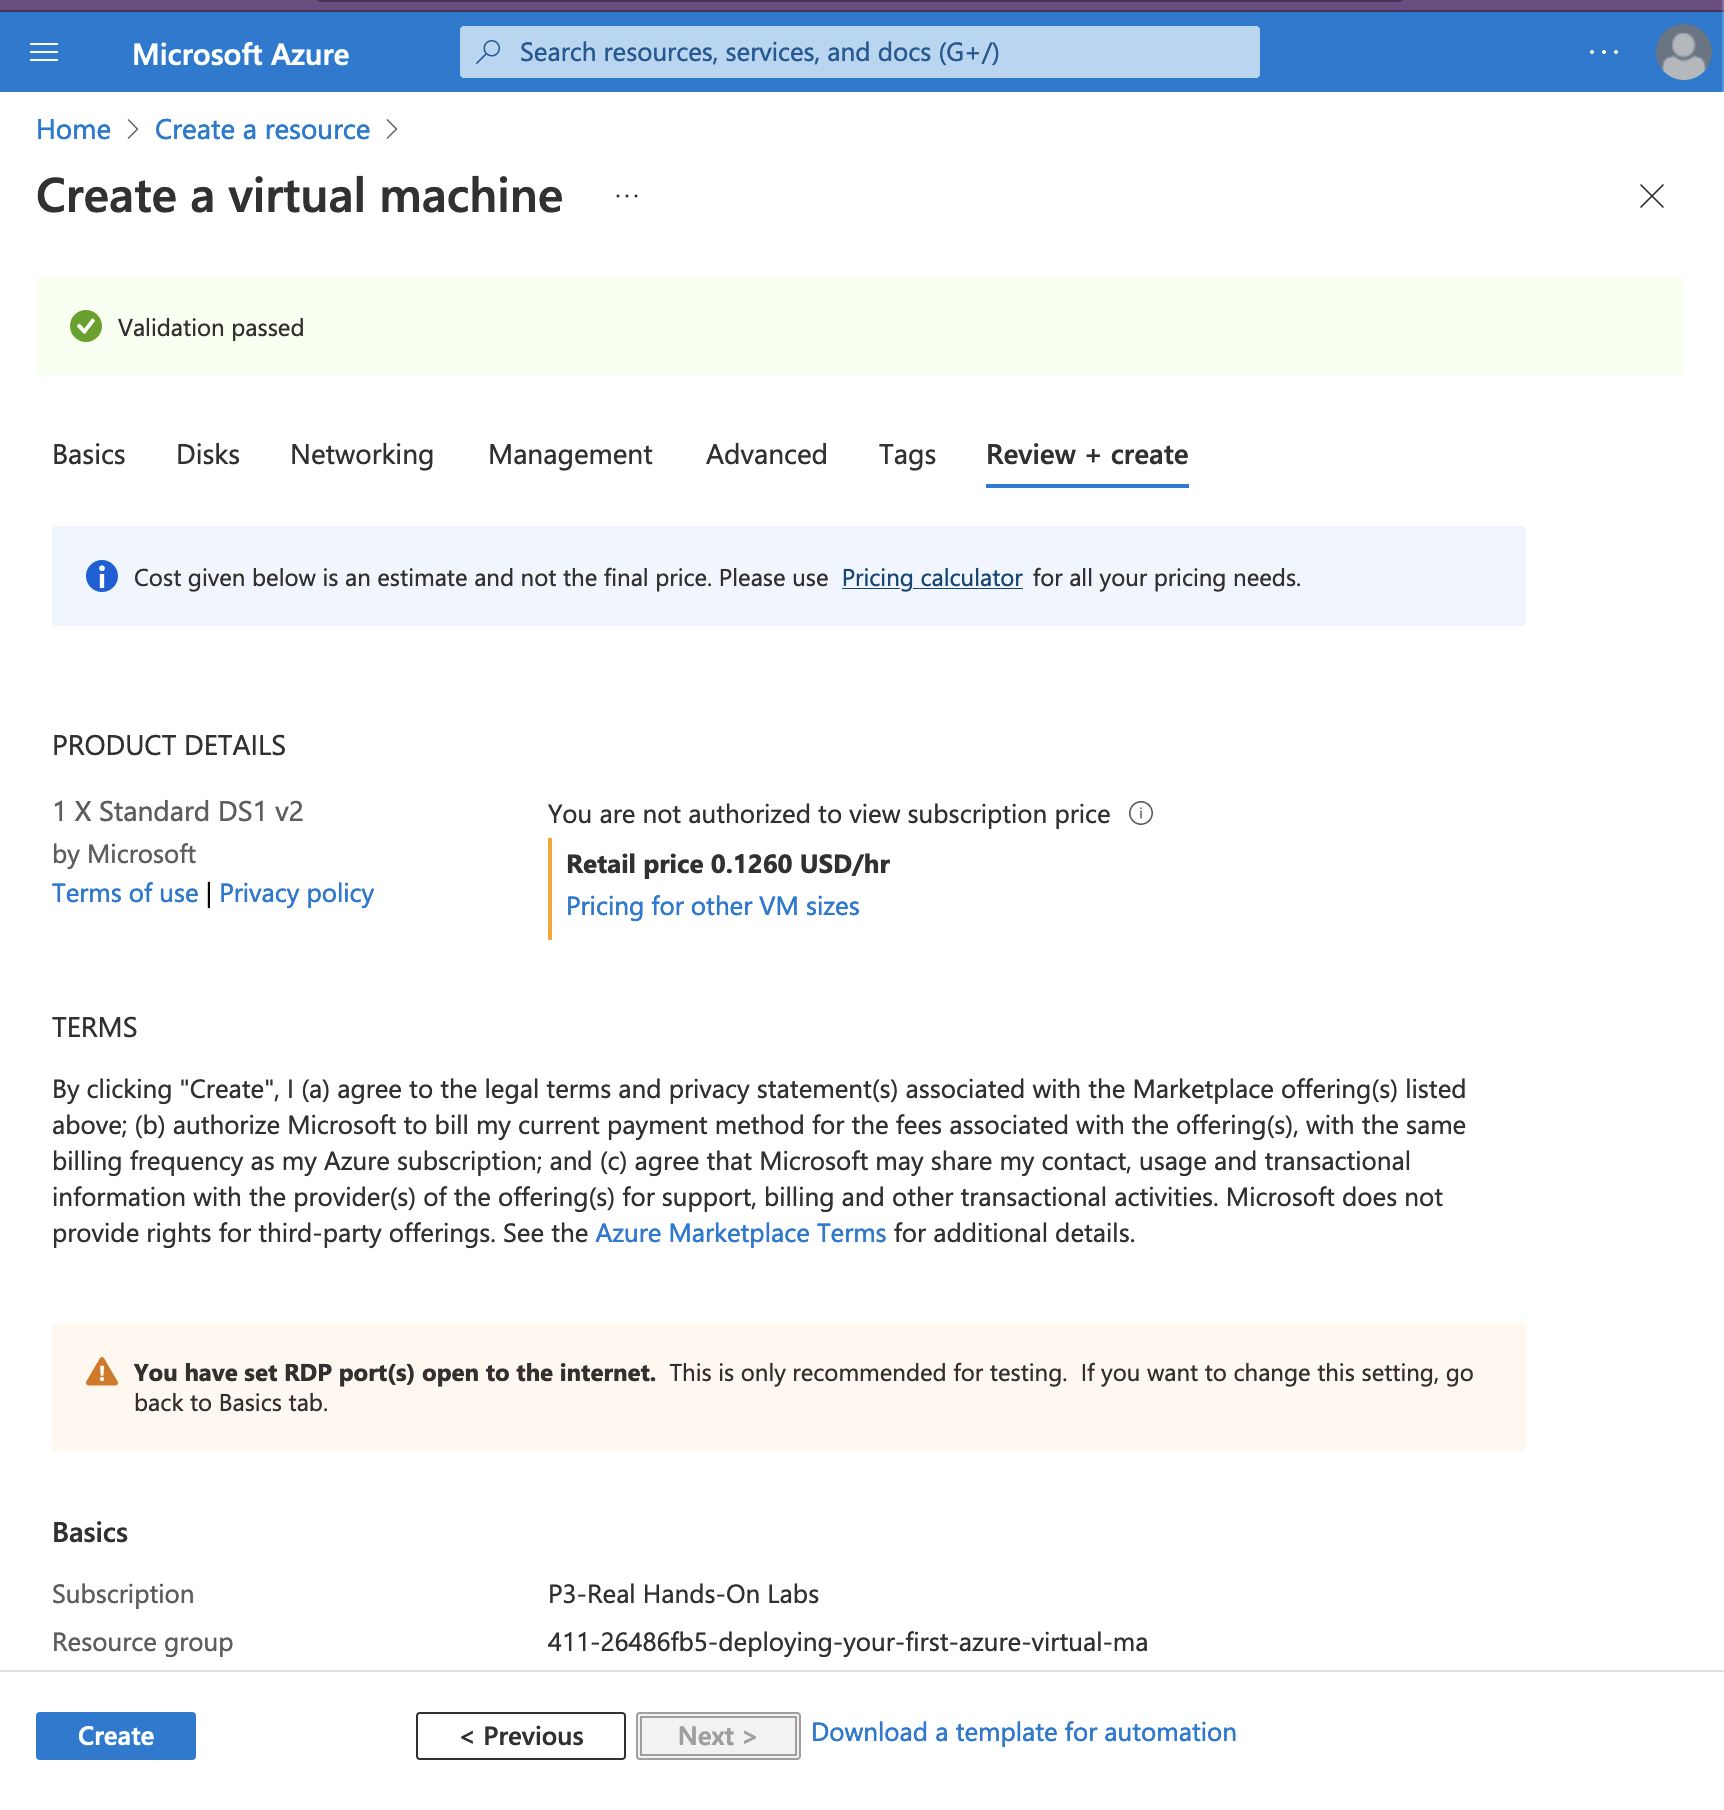 Microsoft Azure
Search resources, services, and docs (G+/)
...
Home > Create a resource >
Create a virtual machine ...
Validation passed
Basics Disks Networking Management Advanced Tags Review + create
Cost given below is an estimate and not the final price. Please use Pricing calculator for all your pricing needs.
PRODUCT DETAILS
1 X Standard DS1 v2
by Microsoft
Terms of use | Privacy policy
You are not authorized to view subscription price
Retail price 0.1260 USD/hr
Pricing for other VM sizes
TERMS
By clicking "Create", I (a) agree to the legal terms and privacy statement(s) associated with the Marketplace offering(s) listed
above; (b) authorize Microsoft to bill my current payment method for the fees associated with the offering(s), with the same
billing frequency as my Azure subscription; and (c) agree that Microsoft may share my contact, usage and transactional
information with the provider(s) of the offering(s) for support, billing and other transactional activities. Microsoft does not
provide rights for third-party offerings. See the Azure Marketplace Terms for additional details.
You have set RDP port(s) open to the internet. This is only recommended for testing. If you want to change this setting, go
back to Basics tab.
Basics
Subscription P3-Real Hands-On Labs
Resource group 411-26486fb5-deploying-your-first-azure-virtual-ma
Create
< Previous
Next >
Download a template for automation